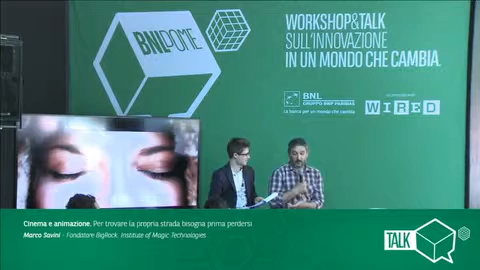 BNLDOME
WORKSHOP&TALK
SULL'INNOVAZIONE
IN UN MONDO CHE CAMBIA.
BNL
GRUPPO BNP PARIBAS
La banca per un mondo che cambia
WIRED
Cinema e animazione. Per trovare la propria strada bisogna prima perdersi
Marco Savini - Fondatore BigRock. Institute of Magic Technologies
TALK